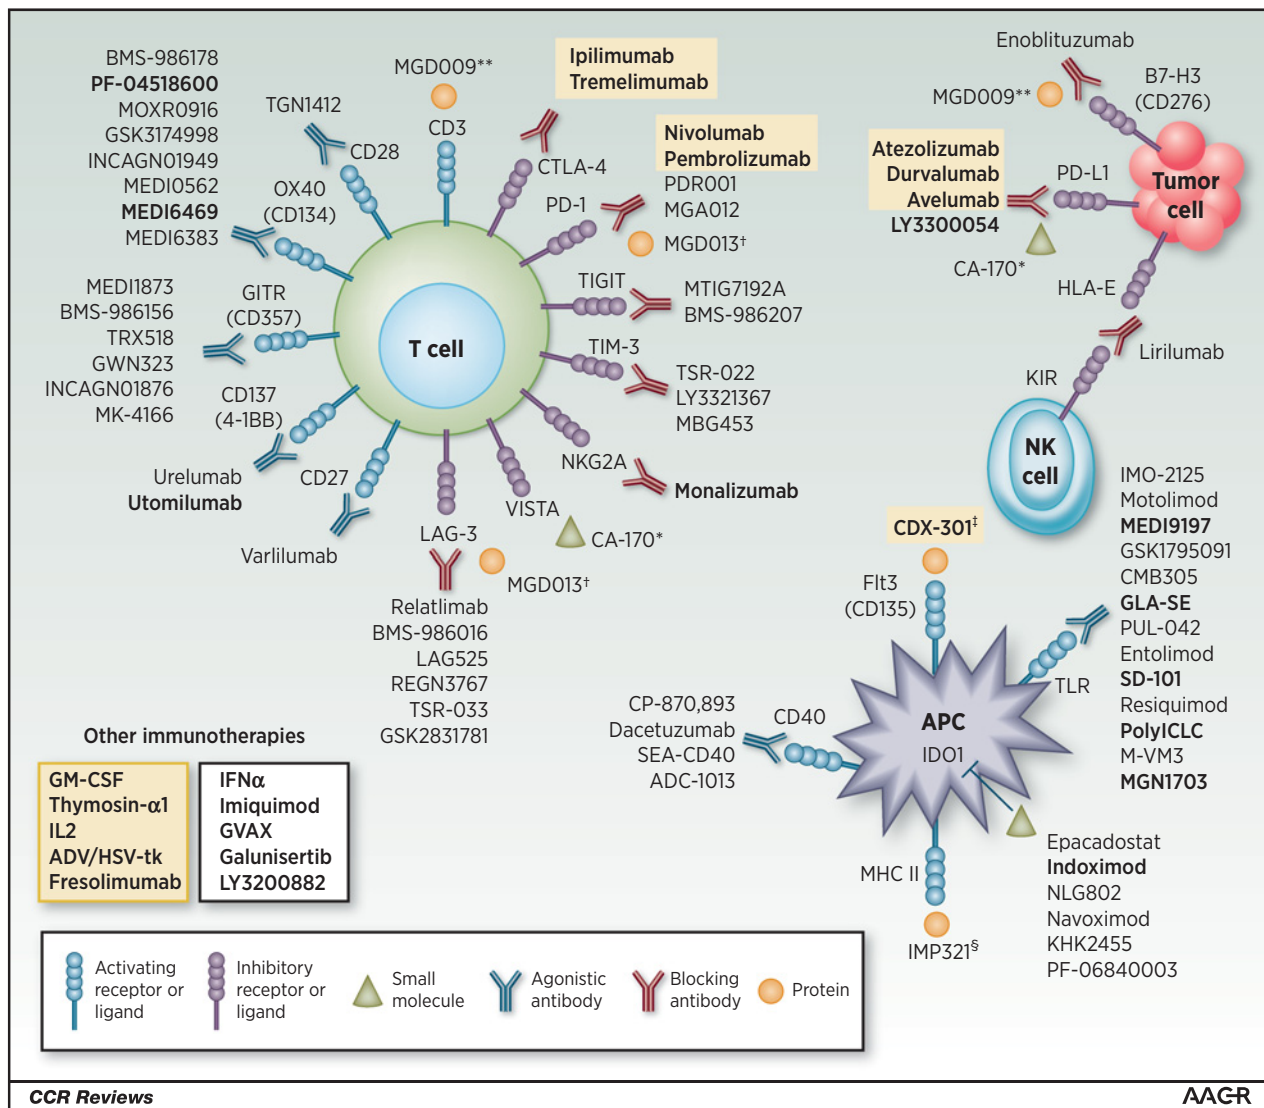 BMS-986178
PF-04518600
MOXR0916
GSK3174998
INCAGN01949
MEDI0562
MEDI6469
MEDI6383
TGN1412
CD28
OX40
(CD134)
MGD009**
CD3
Ipilimumab
Tremelimumab
CTLA-4
Nivolumab
Pembrolizumab
PDR001
MGA012
MGD013†
PD-1
TIGIT
MTIG7192A
BMS-986207
TIM-3
TSR-022
LY3321367
MBG453
NKG2A
Monalizumab
VISTA
CA-170*
LAG-3
MGD013†
Relatlimab
BMS-986016
LAG525
REGN3767
TSR-033
GSK2831781
T cell
MEDI1873
BMS-986156
TRX518
GWN323
INCAGN01876
MK-4166
GITR
(CD357)
CD137
(4-1BB)
Urelumab
Utomilumab
CD27
Varlilumab
Enoblituzumab
MGD009**
B7-H3
(CD276)
Atezolizumab
Durvalumab
Avelumab
LY3300054
PD-L1
Tumor
cell
CA-170*
HLA-E
Lirilumab
KIR
NK
cell
CDX-301‡
Flt3
(CD135)
IMO-2125
Motolimod
MEDI9197
GSK1795091
CMB305
GLA-SE
PUL-042
Entolimod
SD-101
Resiquimod
PolyICLC
M-VM3
MGN1703
TLR
APC
IDO1
CP-870,893
Dacetuzumab
SEA-CD40
ADC-1013
CD40
MHC II
IMP321§
Epacadostat
Indoximod
NLG802
Navoximod
KHK2455
PF-06840003
Other immunotherapies
GM-CSF
Thymosin-α1
IL2
ADV/HSV-tk
Fresolimumab
IFNα
Imiquimod
GVAX
Galunisertib
LY3200882
Activating
receptor or
ligand
Inhibitory
receptor or
ligand
Small
molecule
Agonistic
antibody
Blocking
antibody
Protein
CCR Reviews
AACR